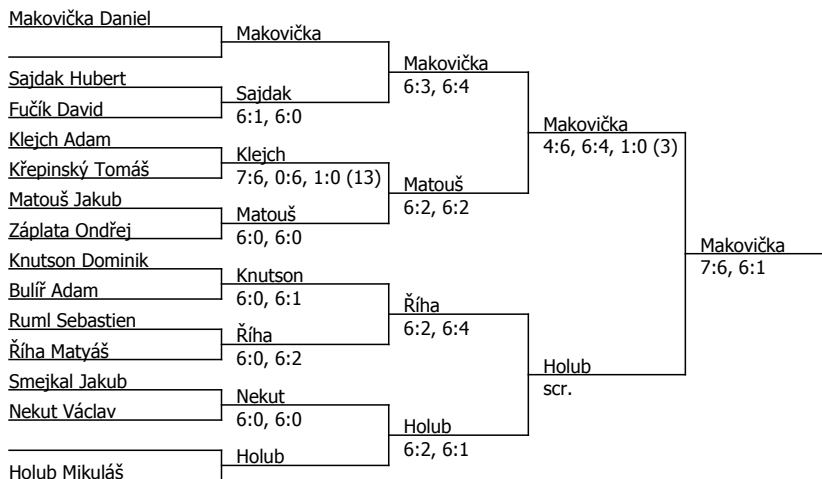 Makovička Daniel
Sajdak Hubert
Fučík David
Klejch Adam
Křepinský Tomáš
Matouš Jakub
Záplata Ondřej
Knutson Dominik
Bulíř Adam
Ruml Sebastien
Říha Matyáš
Smejkal Jakub
Nekut Václav
Holub Mikuláš
Makovička
Sajdak
6:1, 6:0
Klejch
7:6, 0:6, 1:0 (13)
Matouš
6:0, 6:0
Knutson
6:0, 6:1
Říha
6:0, 6:2
Nekut
6:0, 6:0
Holub
Makovička
6:3, 6:4
Matouš
6:2, 6:2
Říha
6:2, 6:4
Holub
6:2, 6:1
Makovička
4:6, 6:4, 1:0 (3)
Holub
scr.
Makovička
7:6, 6:1